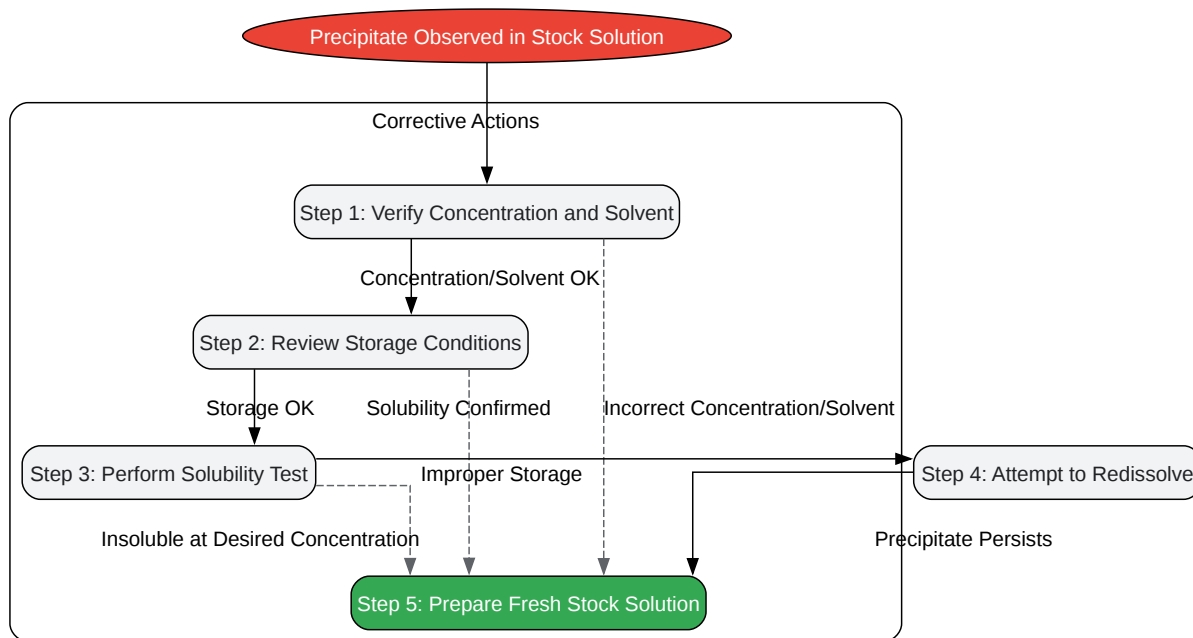 Precipitate Observed in Stock Solution
Corrective Actions
Step 1: Verify Concentration and Solvent
Concentration/Solvent OK
Step 2: Review Storage Conditions
Storage OK
Solubility Confirmed
Incorrect Concentration/Solvent
Step 3: Perform Solubility Test
Improper Storage
Step 4: Attempt to Redissolve
Insoluble at Desired Concentration
Precipitate Persists
Step 5: Prepare Fresh Stock Solution